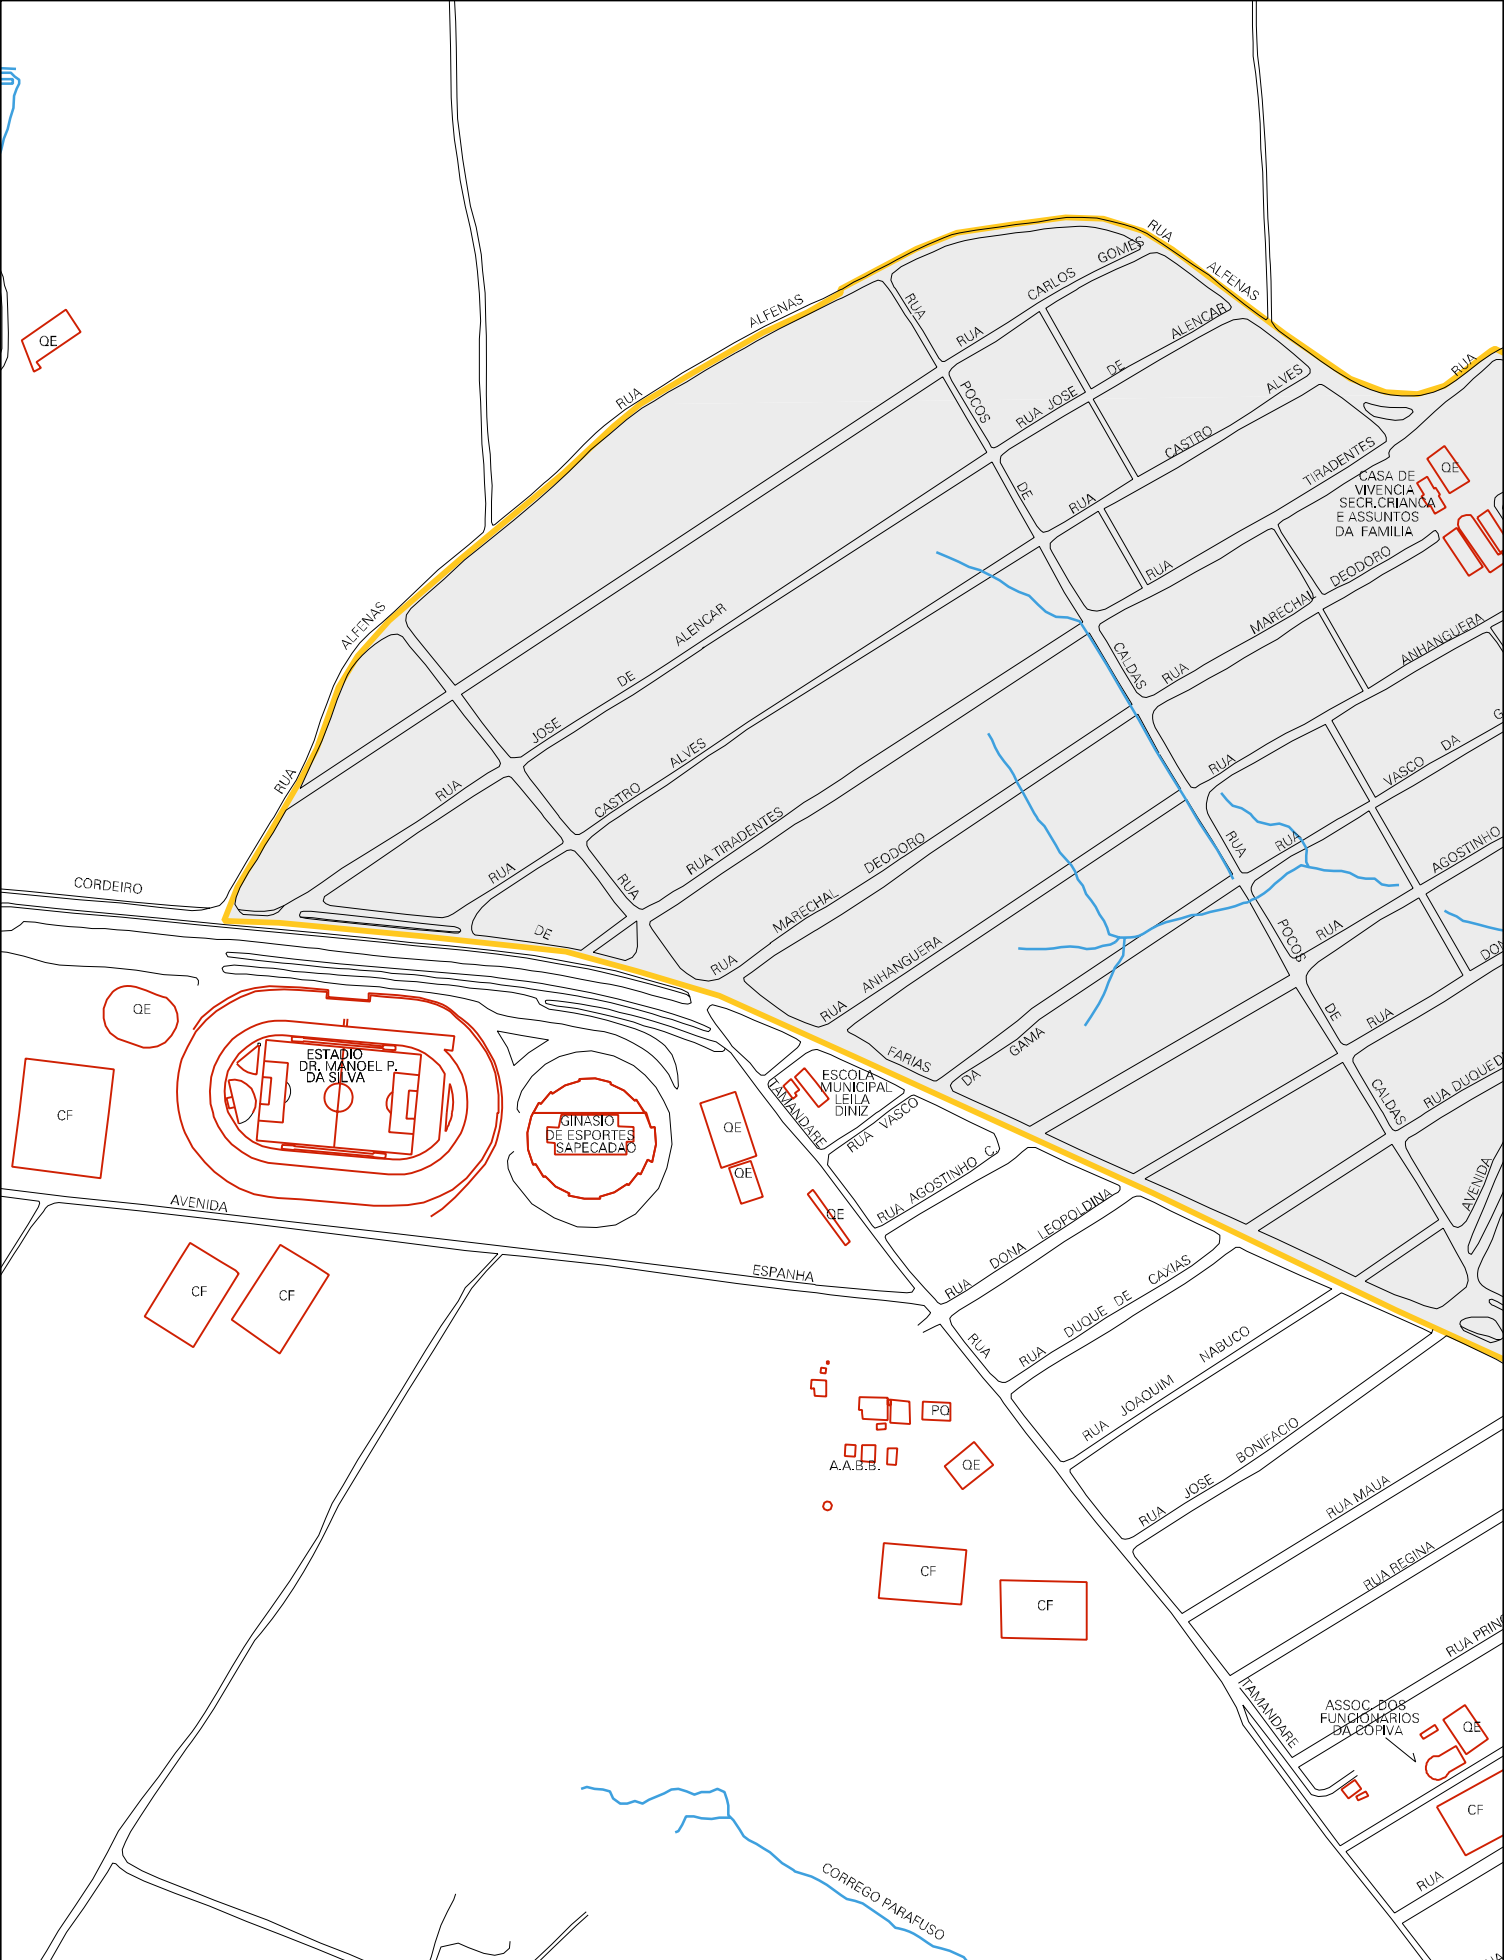 RUA
ALFENAS
GOMES
CARLOS
RUA
RUA
ALFENAS
ALENCAR
DE
RUA JOSE
POCOS
RUA
ALVES
CASTRO
RUA
DE
ALFENAS
RUA
QE
TIRADENTES
RUA
CASA DE
VIVENCIA
SECR.CRIANCA
E ASSUNTOS
DA FAMILIA
QE
DEODORO
MARECHAL
RUA
CALDAS
ANHANGUERA
RUA
ALFENAS
RUA
ALENCAR
DE
JOSE
RUA
ALVES
CASTRO
RUA
RUA TIRADENTES
RUA
DEODORO
MARECHAL
RUA
ANHANGUERA
RUA
VASCO
DA
G
RUA
RUA
AGOSTINHO
RUA
POCOS
DON
RUA
DE
CALDAS
RUA DUQUE D
AVENIDA
GAMA
DA
CORDEIRO
DE
FARIAS
QE
CF
ESTADIO
DR. MANOEL P.
DA SILVA
GINASIO
DE ESPORTES
SAPECADAO
QE
QE
QE
TAMANDARE
ESCOLA
MUNICIPAL
LEILA
DINIZ
RUA VASCO
RUA AGOSTINHO C.
RUA
DONA
LEOPOLDINA
RUA
DUQUE DE
CAXIAS
RUA
AVENIDA
ESPANHA
CF
CF
RUA
JOAQUIM
NABUCO
RUA
JOSE
BONIFACIO
RUA MAUA
RUA REGINA
RUA PRINC
PQ
A.A.B.B.
QE
CF
CF
TAMANDARE
ASSOC. DOS
FUNCIONARIOS
DA COPIVA
QE
CF
RUA
CORREGO PARAFUSO